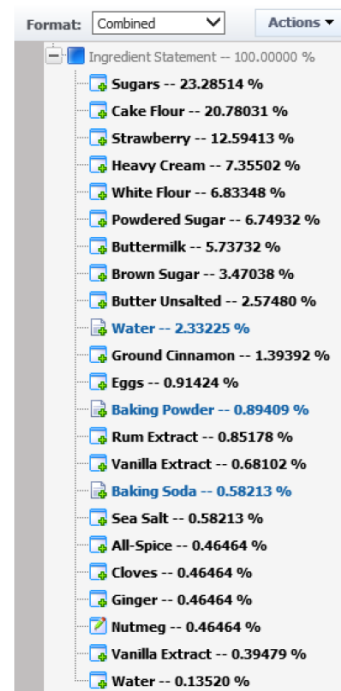 Format: Combined Actions
Ingredient Statement -- 100.00000 %
Sugars -- 23.28514 %
Cake Flour -- 20.78031 %
Strawberry -- 12.59413 %
Heavy Cream -- 7.35502 %
White Flour -- 6.83348 %
Powdered Sugar -- 6.74932 %
Buttermilk -- 5.73732 %
Brown Sugar -- 3.47038 %
Butter Unsalted -- 2.57480 %
Water -- 2.33225 %
Ground Cinnamon -- 1.39392 %
Eggs -- 0.91424 %
Baking Powder -- 0.89409 %
Rum Extract -- 0.85178 %
Vanilla Extract -- 0.68102 %
Baking Soda -- 0.58213 %
Sea Salt -- 0.58213 %
All-Spice -- 0.46464 %
Cloves -- 0.46464 %
Ginger -- 0.46464 %
Nutmeg -- 0.46464 %
Vanilla Extract -- 0.39479 %
Water -- 0.13520 %